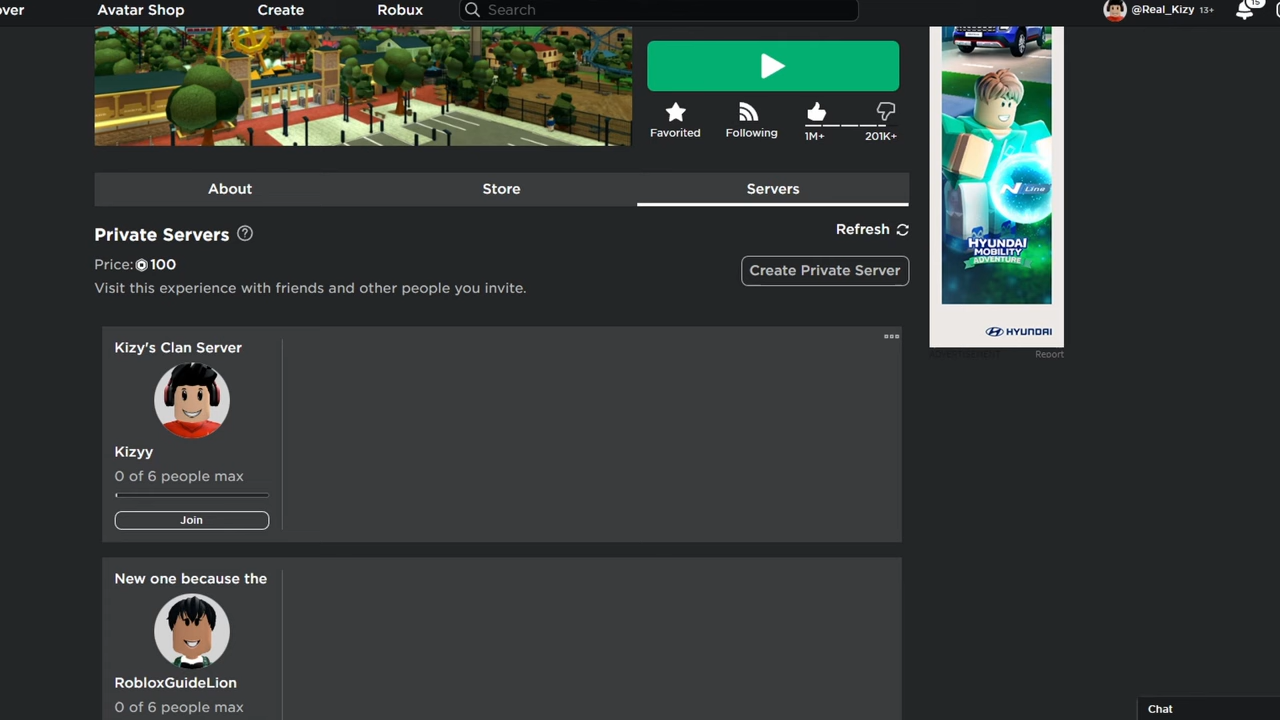 over Avatar Shop Create Robux Search @Real_Kizy 13+ 15
Favorited Following 1M+ 201K+
About Store Servers
Private Servers
Refresh
Price: 100
Create Private Server
Visit this experience with friends and other people you invite.
Kizy's Clan Server
Kizyy
0 of 6 people max
Join
New one because the
RobloxGuideLion
0 of 6 people max
N Line
HYUNDAI
MOBILITY
ADVENTURE
HYUNDAI
ADVERTISEMENT Report
Chat